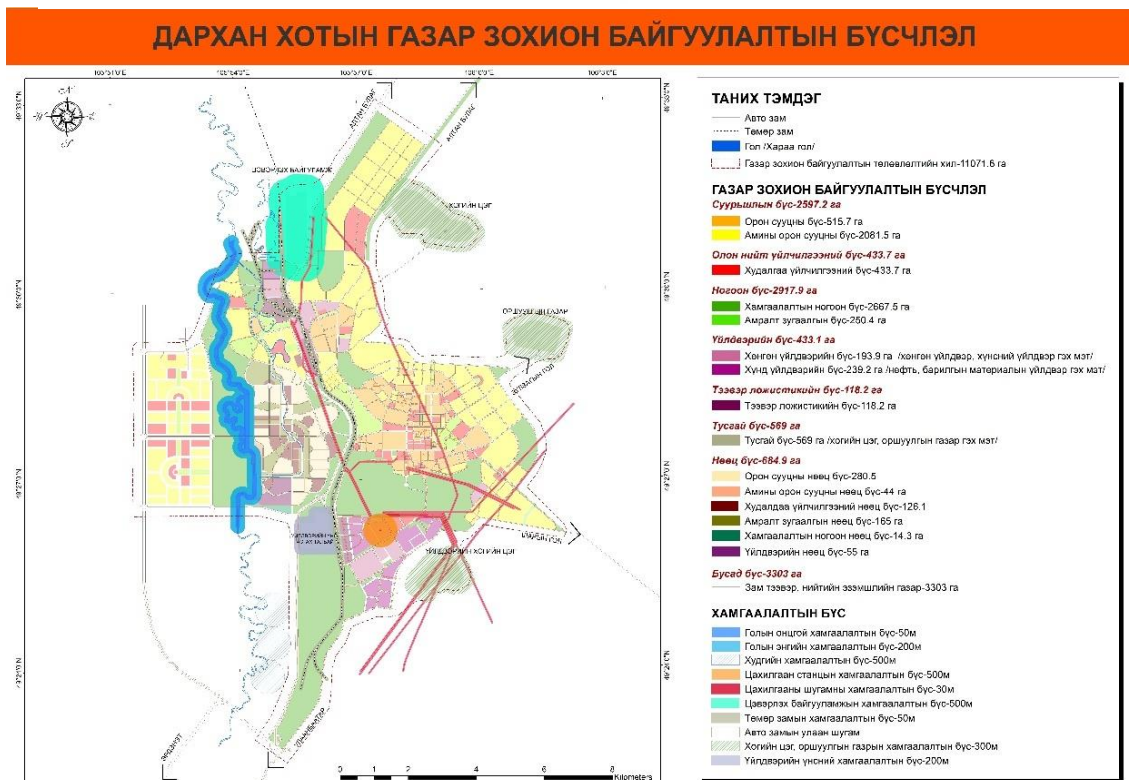 ДАРХАН ХОТЫН ГАЗАР ЗОХИОН БАЙГУУЛАЛТЫН БҮСЧЛЭЛ
АЛТАН БУЛАГ
АЛТАН БУЛАГ
ЦЭВЭРЛЭХ БАЙГУУЛАМЖ
ХОГИЙН ЦЭГ
ОРШУУЛГЫН ГАЗАР
ҮЙЛДВЭРИЙН ХОГИЙН ЦЭГ
УЛААНБААТАР
ЭРДЭНЭТ
0 1 2 4 6 8
Kilometers
ТАНИХ ТЭМДЭГ
Авто зам
Төмөр зам
Гол /Хараа гол/
Газар зохион байгуулалтын төлөвлөлтийн хил-11071.6 га
ГАЗАР ЗОХИОН БАЙГУУЛАЛТЫН БҮСЧЛЭЛ
Суурьшлын бүс-2597.2 га
Орон сууцны бүс-515.7 га
Амины орон сууцны бүс-2081.5 га
Олон нийт үйлчилгээний бүс-433.7 га
Худалгаа үйлчилгээний бүс-433.7 га
Ногоон бүс-2917.9 га
Хамгаалалтын ногоон бүс-2667.5 га
Амралт зугаалгын бүс-250.4 га
Үйлдвэрийн бүс-433.1 га
Хөнгөн үйлдвэрийн бүс-193.9 га /хөнгөн үйлдвэр, хүнсний үйлдвэр гэх мэт/
Хүнд үйлдвэрийн бүс-239.2 га /нефть, барилгын материалын үйлдвэр гэх мэт/
Тээвэр ложистикийн бүс-118.2 га
Тээвэр ложистикийн бүс-118.2 га
Тусгай бүс-569 га
Тусгай бүс-569 га /хогийн цэг, оршуулгын газар гэх мэт/
Нөөц бүс-684.9 га
Орон сууцны нөөц бүс-280.5
Амины орон сууцны нөөц бүс-44 га
Худалдаа үйлчилгээний нөөц бүс-126.1
Амралт зугаалгын нөөц бүс-165 га
Хамгаалалтын ногоон нөөц бүс-14.3 га
Үйлдвэрийн нөөц бүс-55 га
Бусад бүс-3303 га
Зам тээвэр, нийтийн эзэмшлийн газар-3303 га
ХАМГААЛАЛТЫН БҮС
Голын онцгой хамгаалалтын бүс-50м
Голын энгийн хамгаалалтын бүс-200м
Худгийн хамгаалалтын бүс-500м
Цахилгаан станцын хамгаалалтын бүс-500м
Цахилгааны шугамны хамгаалалтын бүс-30м
Цэвэрлэх байгууламжын хамгаалалтын бүс-500м
Төмөр замын хамгаалалтын бүс-50м
Авто замын улаан шугам
Хогийн цэг, оршуулгын газрын хамгаалалтын бүс-300м
Үйлдвэрийн үнсний хамгаалалтын бүс-200м